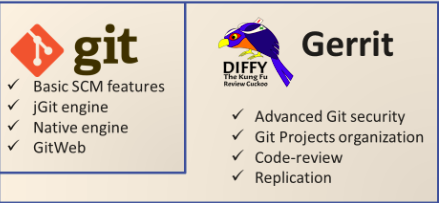 git
Basic SCM features
jGit engine
Native engine
GitWeb
DIFFY
The Kung Fu
Review Cuckoo
Gerrit
Advanced Git security
Git Projects organization
Code-review
Replication